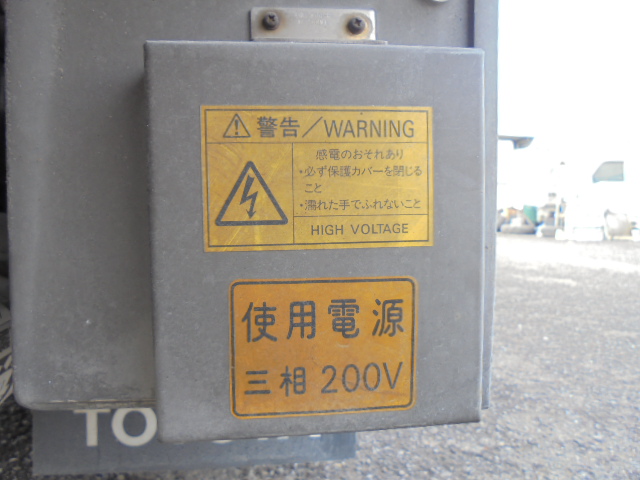 警告/WARNING
感電のおそれあり
・必ず保護カバーを閉じる
こと
・濡れた手でふれないこと
HIGH VOLTAGE
使用電源
三相 200V
TO